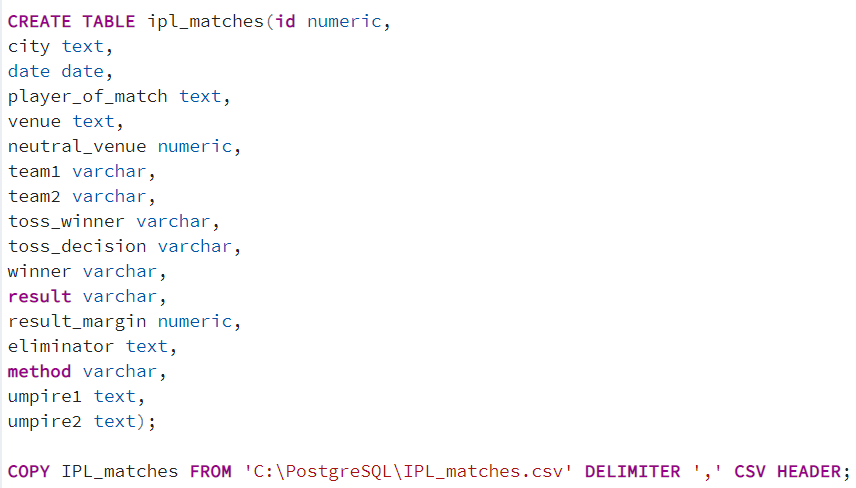 CREATE TABLE ipl_matches(id numeric,
city text,
date date,
player_of_match text,
venue text,
neutral_venue numeric,
team1 varchar,
team2 varchar,
toss_winner varchar,
toss_decision varchar,
winner varchar,
result varchar,
result_margin numeric,
eliminator text,
method varchar,
umpire1 text,
umpire2 text);
COPY IPL_matches FROM 'C:\PostgreSQL\IPL_matches.csv' DELIMITER ',' CSV HEADER;